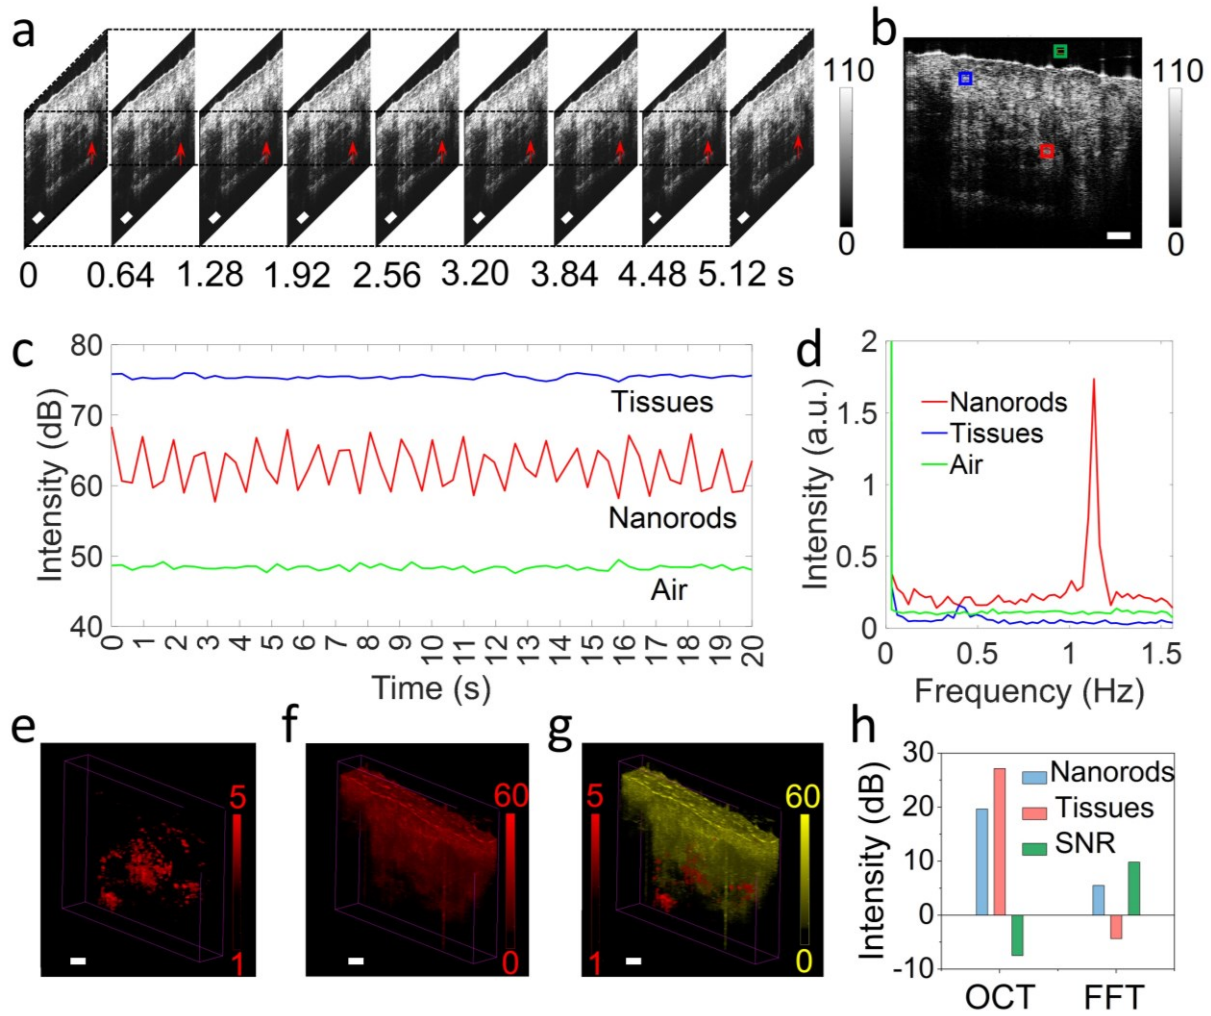 a
110
0
0 0.64 1.28 1.92 2.56 3.20 3.84 4.48 5.12 s
b
110
0
c
Intensity (dB)
80
70
60
50
40
Tissues
Nanorods
Air
0 1 2 3 4 5 6 7 8 9 10 11 12 13 14 15 16 17 18 19 20
Time (s)
d
Intensity (a.u.)
2
1.5
1
0.5
0
Nanorods
Tissues
Air
0 0.5 1 1.5
Frequency (Hz)
e
5
1
f
60
0
g
5
1
60
0
h
Intensity (dB)
30
20
10
0
-10
Nanorods
Tissues
SNR
OCT FFT